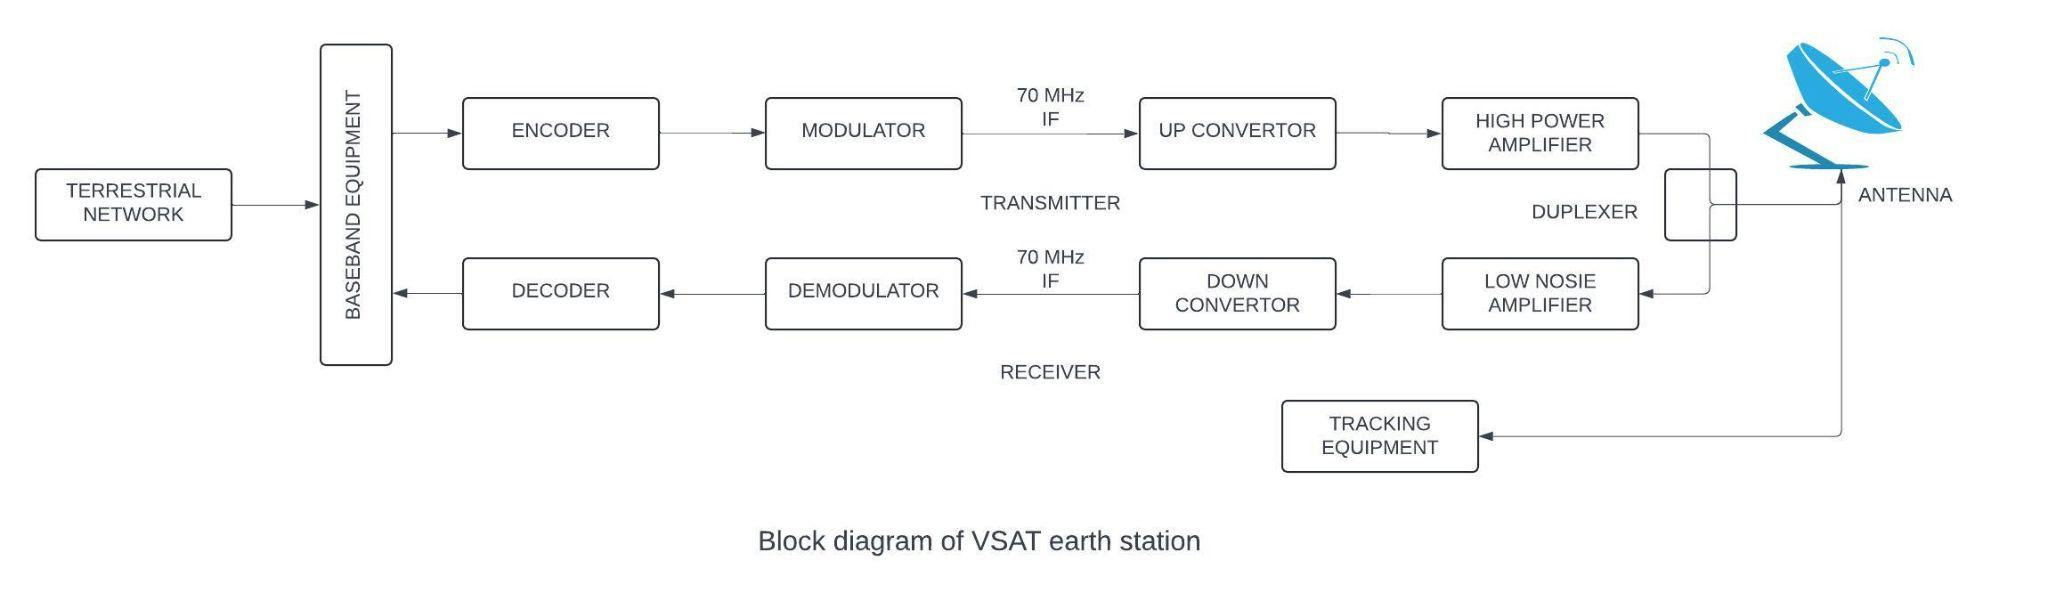 TERRESTRIAL
NETWORK
BASEBAND EQUIPMENT
ENCODER
MODULATOR
70 MHz
IF
UP CONVERTOR
HIGH POWER
AMPLIFIER
TRANSMITTER
DUPLEXER
ANTENNA
DECODER
DEMODULATOR
70 MHz
IF
DOWN
CONVERTOR
LOW NOSIE
AMPLIFIER
RECEIVER
TRACKING
EQUIPMENT
Block diagram of VSAT earth station